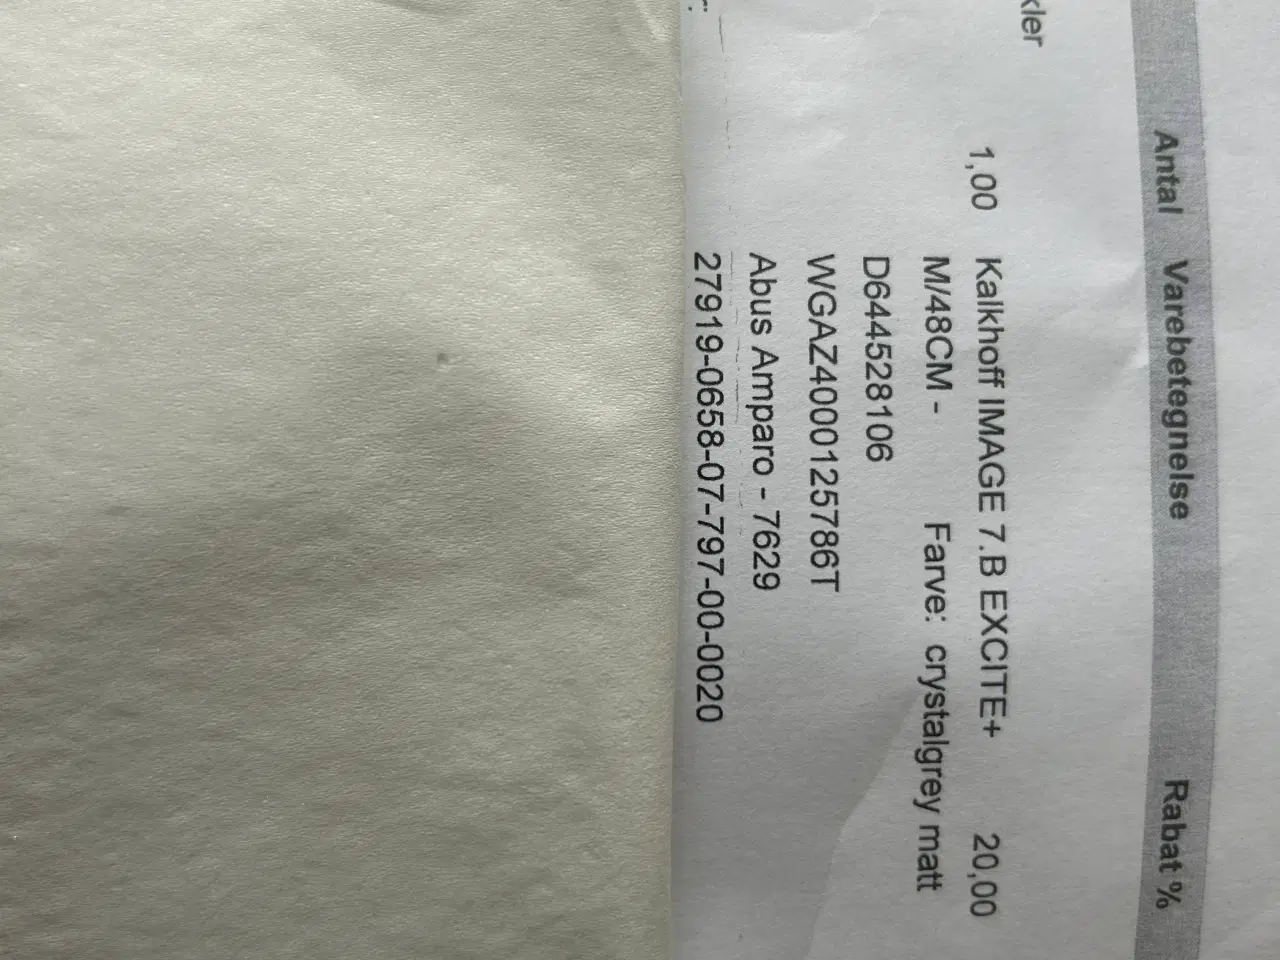 Antal Varebetegnelse Rabat %
1,00 Kalkhoff IMAGE 7.B EXCITE+ 20,00
M/48CM - Farve: crystalgrey matt
D644528106
WGAZ4000125786T
Abus Amparo - 7629
27919-0658-07-797-00-0020